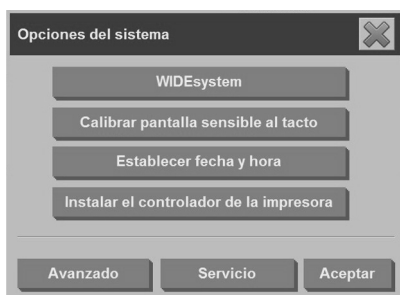 Opciones del sistema
WIDEsystem
Calibrar pantalla sensible al tacto
Establecer fecha y hora
Instalar el controlador de la impresora
Avanzado Servicio Aceptar